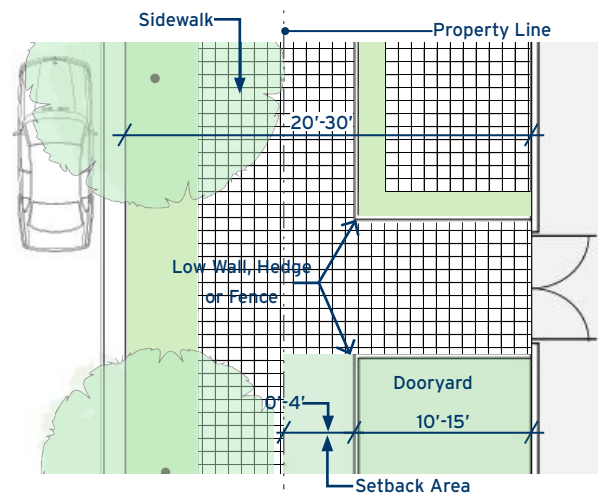 Sidewalk
Property Line
20'-30'
Low Wall, Hedge
or Fence
Dooryard
0'-4'
10'-15'
Setback Area